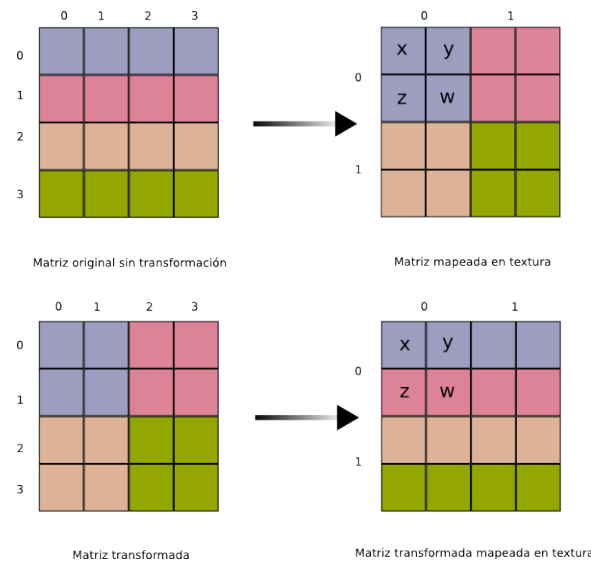 0 1 2 3
0
1
2
3
Matriz original sin transformación
0 1
0
1
x y
z w
Matriz mapeada en textura
0 1 2 3
0
1
2
3
Matriz transformada
0 1
0
1
x y
z w
Matriz transformada mapeada en textura